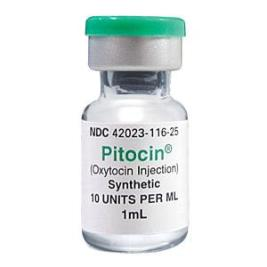 NDC 42023-116-25
Pitocin®
(Oxytocin Injection)
Synthetic
10 UNITS PER ML
1mL